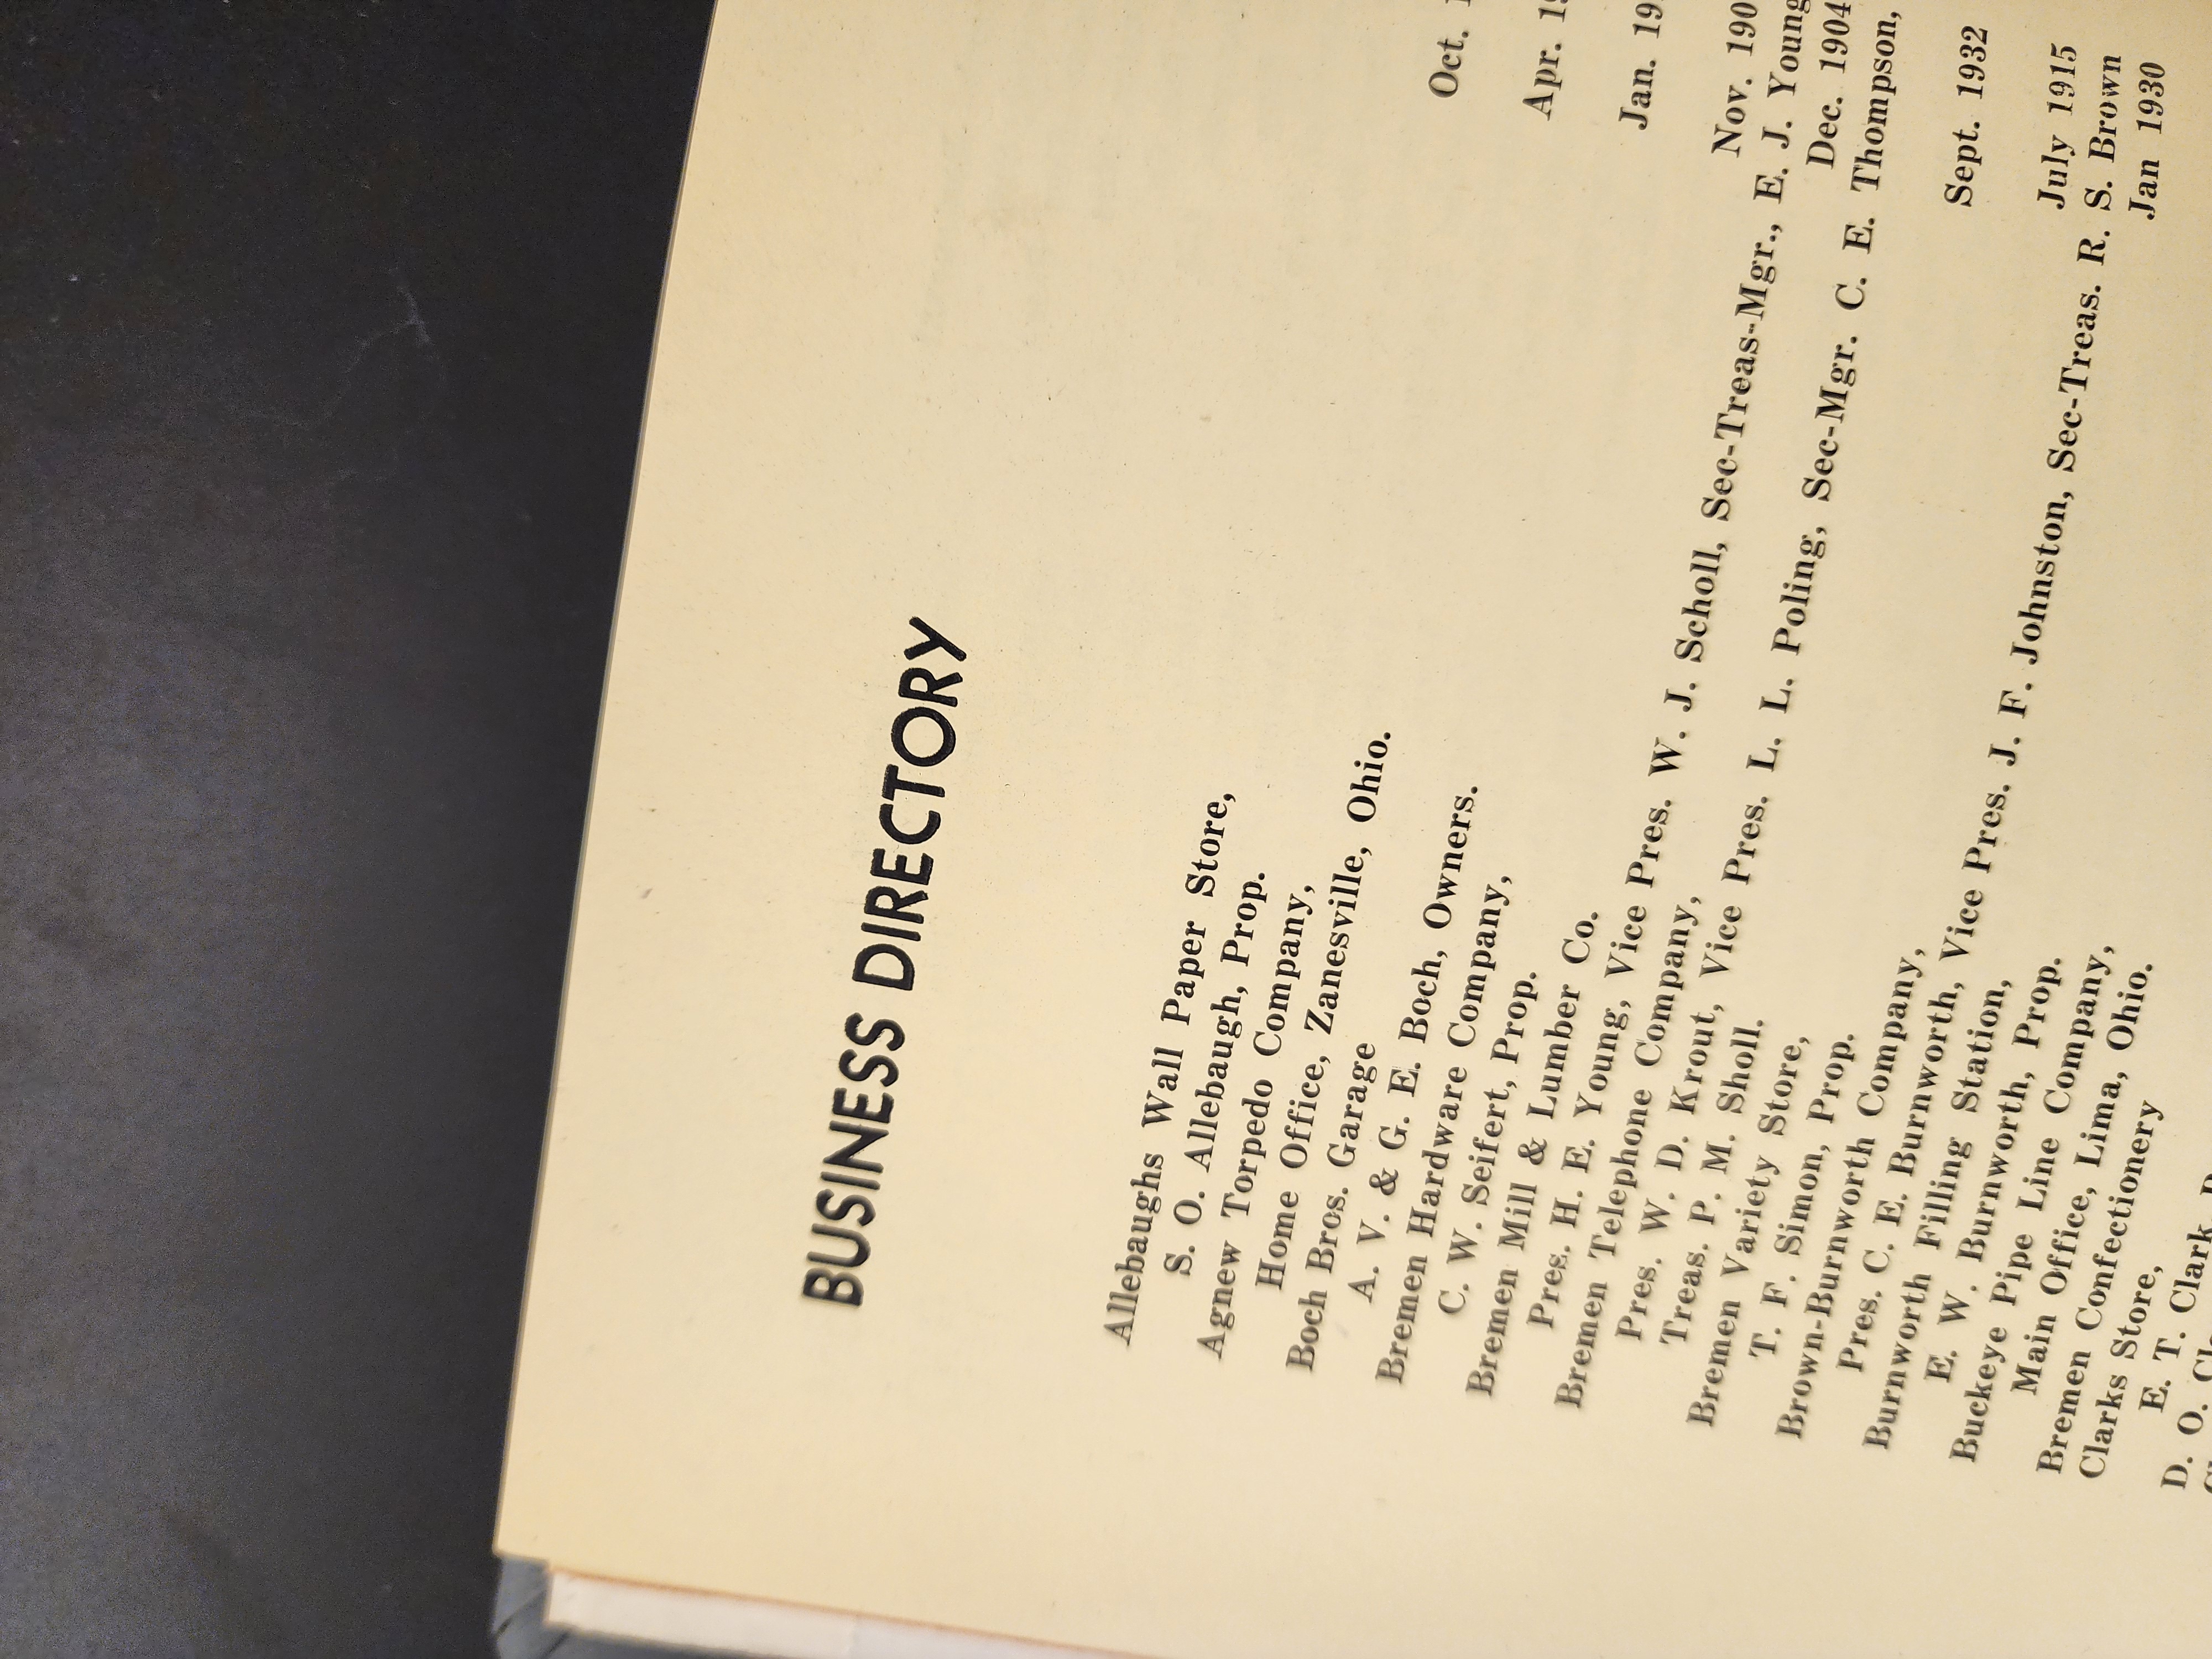 BUSINESS DIRECTORY
Allebaughs Wall Paper Store,
S. O. Allebaugh, Prop.
Agnew Torpedo Company, Oct.
Home Office, Zanesville, Ohio.
Boch Bros. Garage Apr.
A. V. & G. E. Boch, Owners.
Bremen Hardware Company, Jan.
C. W. Seifert, Prop.
Bremen Mill & Lumber Co. Nov.
Pres. H. E. Young, Vice Pres. W. J. Scholl, Sec-Treas-Mgr., E. J. Young
Bremen Telephone Company, Dec. 1904
Pres. W. D. Krout, Vice Pres. L. L. Poling, Sec-Mgr. C. E. Thompson,
Treas. P. M. Sholl.
Bremen Variety Store, Sept. 1932
T. F. Simon, Prop.
Brown-Burnworth Company, July 1915
Pres. C. E. Burnworth, Vice Pres. J. F. Johnston, Sec-Treas. R. S. Brown
Burnworth Filling Station, Jan 1930
E. W. Burnworth, Prop.
Buckeye Pipe Line Company,
Main Office, Lima, Ohio.
Bremen Confectionery
Clarks Store,
E. T. Clark
D. O.